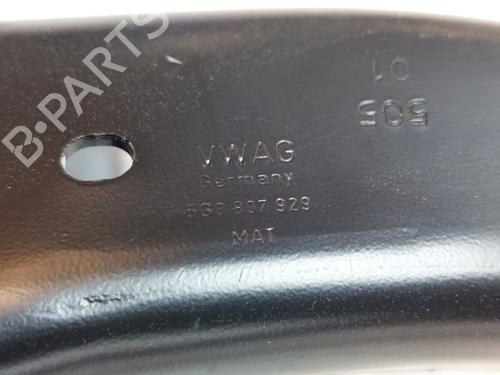 B-PARTS
VWAG
Germany
5G0 807 929
MAT
505
01